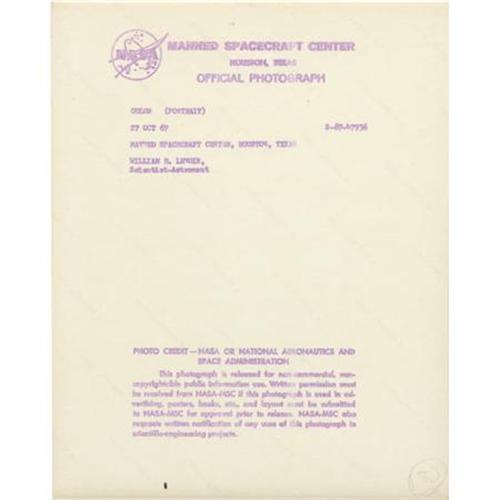 NASA
MANNED SPACECRAFT CENTER
HOUSTON, TEXAS
OFFICIAL PHOTOGRAPH
COLOR (PORTRAIT)
27 OCT 67 S-67-47936
MANNED SPACECRAFT CENTER, HOUSTON, TEXAS
WILLIAM B. LENOIR,
Scientist-Astronaut
PHOTO CREDIT—NASA OR NATIONAL AERONAUTICS AND
SPACE ADMINISTRATION
This photograph is released for non-commercial, non-
copyrightable public information use. Written permission must
be received from NASA-MSC if this photograph is used in ad-
vertising, posters, books, etc., and layout must be submitted
to NASA-MSC for approval prior to release. NASA-MSC also
requests written notification of any uses of this photograph in
scientific-engineering projects.